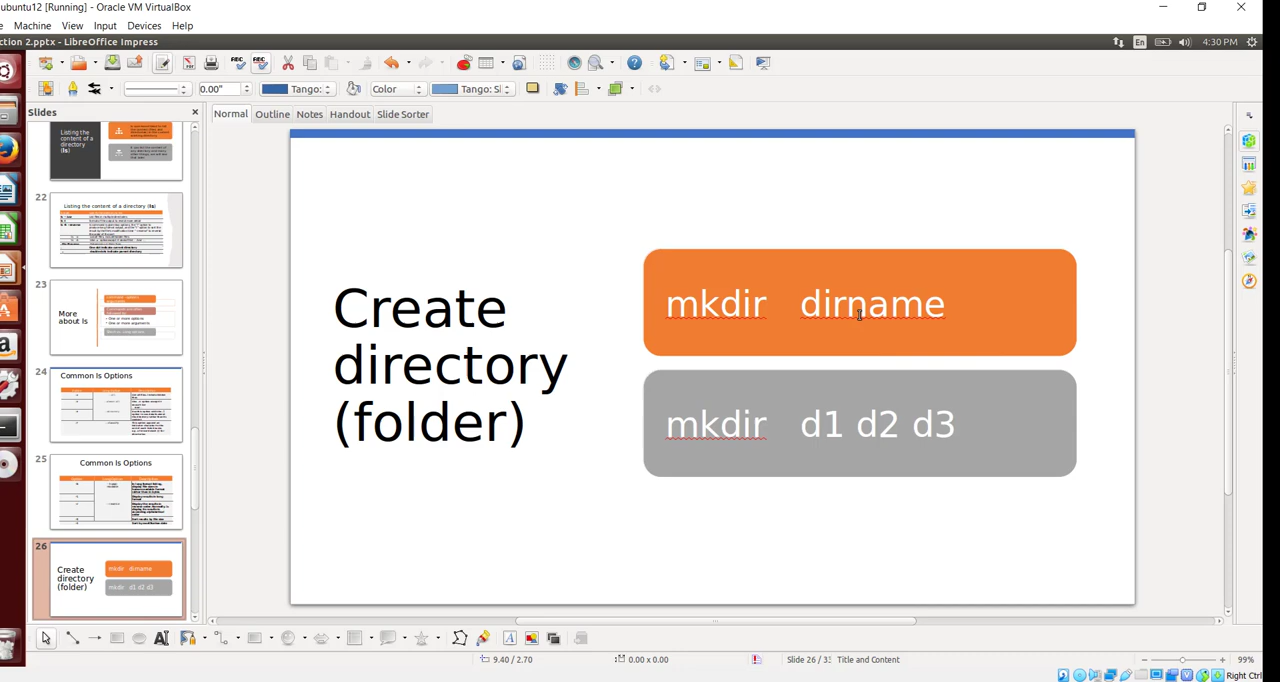 ubuntu12 [Running] - Oracle VM VirtualBox
e Machine View Input Devices Help
ction 2.pptx - LibreOffice Impress
En 4:30 PM
0.00" Tango: Color Tango: S
Slides
Normal Outline Notes Handout Slide Sorter
Listing the
content of a
directory
(ls)
22
Listing the content of a directory (ls)
23
More
about ls
24
Common ls Options
25
Common ls Options
26
Create
directory
(folder)
mkdir dirname
mkdir d1 d2 d3
Create
directory
(folder)
mkdir dirname
mkdir d1 d2 d3
9.40 / 2.70 0.00 x 0.00 Slide 26 / 33 Title and Content 99%
Right Ctrl